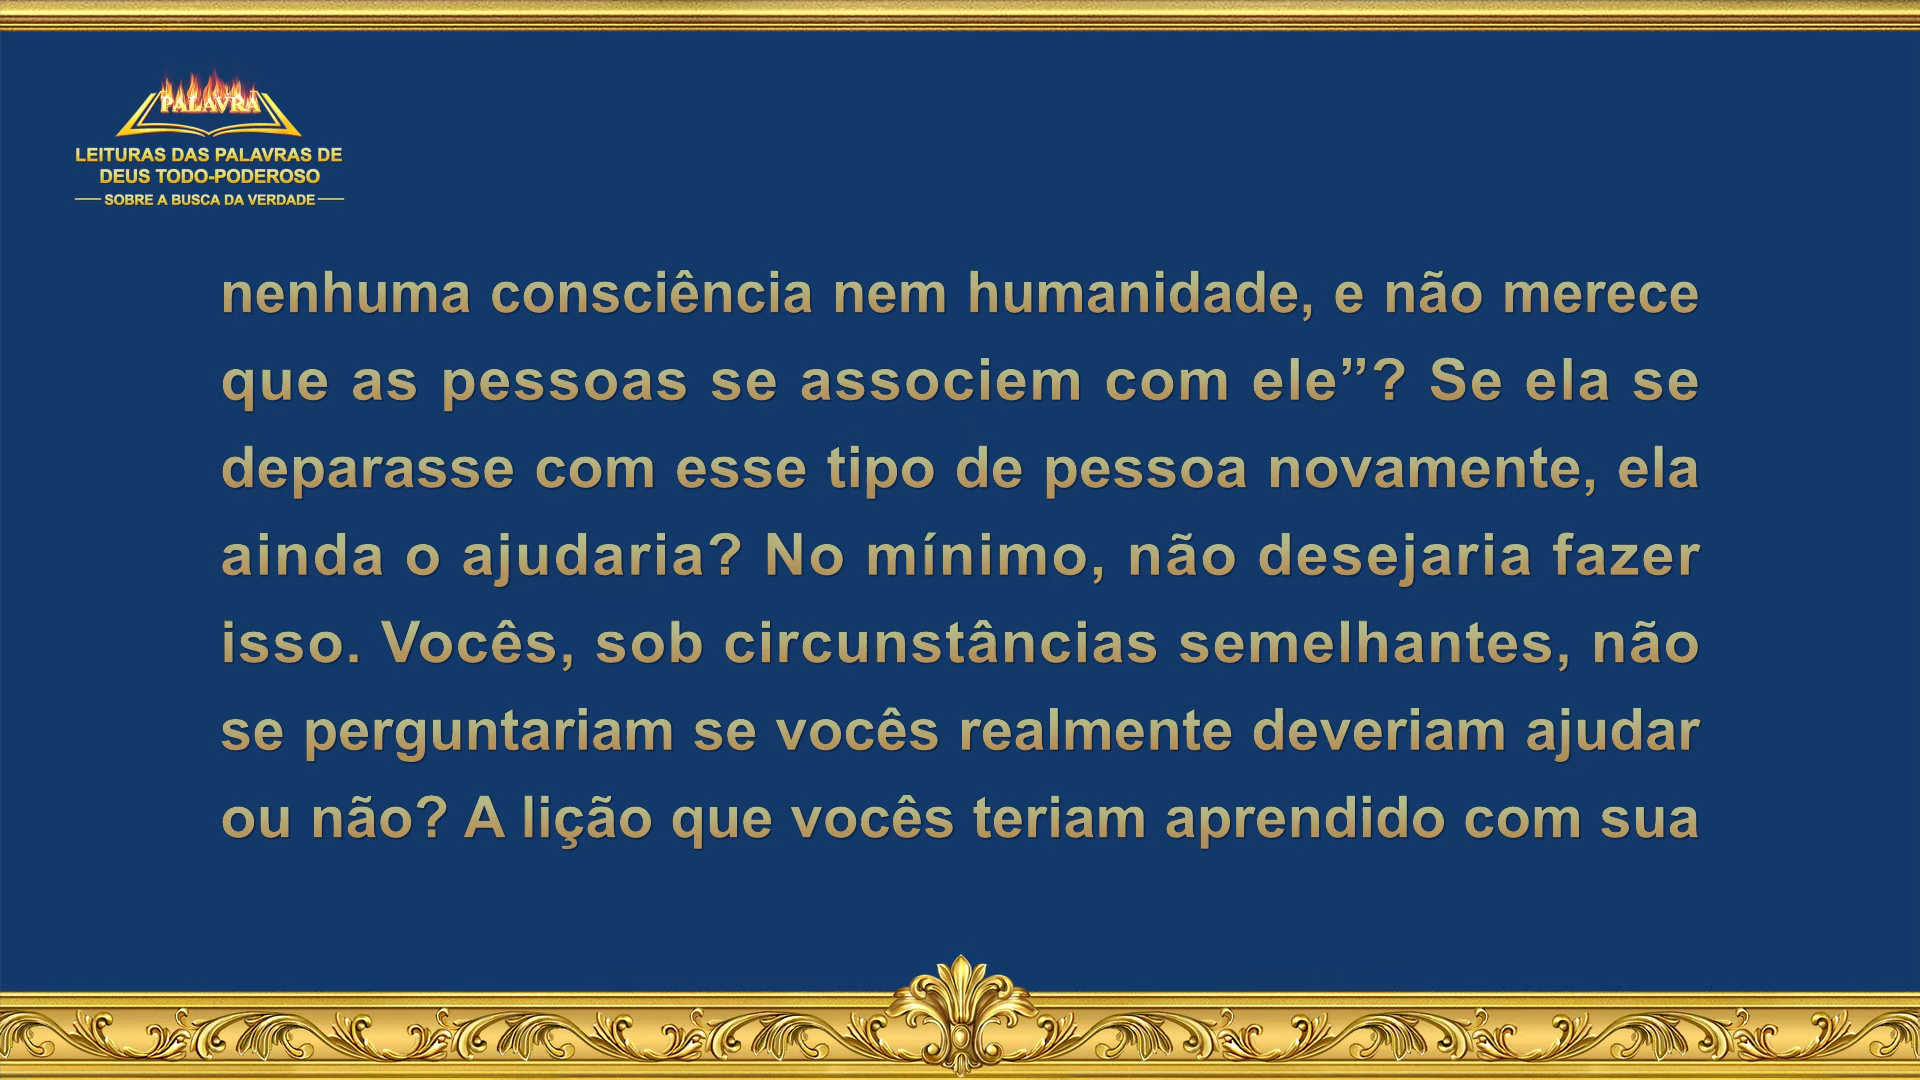 PALAVRA
LEITURAS DAS PALAVRAS DE
DEUS TODO-PODEROSO
SOBRE A BUSCA DA VERDADE
nenhuma consciência nem humanidade, e não merece
que as pessoas se associem com ele”? Se ela se
deparasse com esse tipo de pessoa novamente, ela
ainda o ajudaria? No mínimo, não desejaria fazer
isso. Vocês, sob circunstâncias semelhantes, não
se perguntariam se vocês realmente deveriam ajudar
ou não? A lição que vocês teriam aprendido com sua